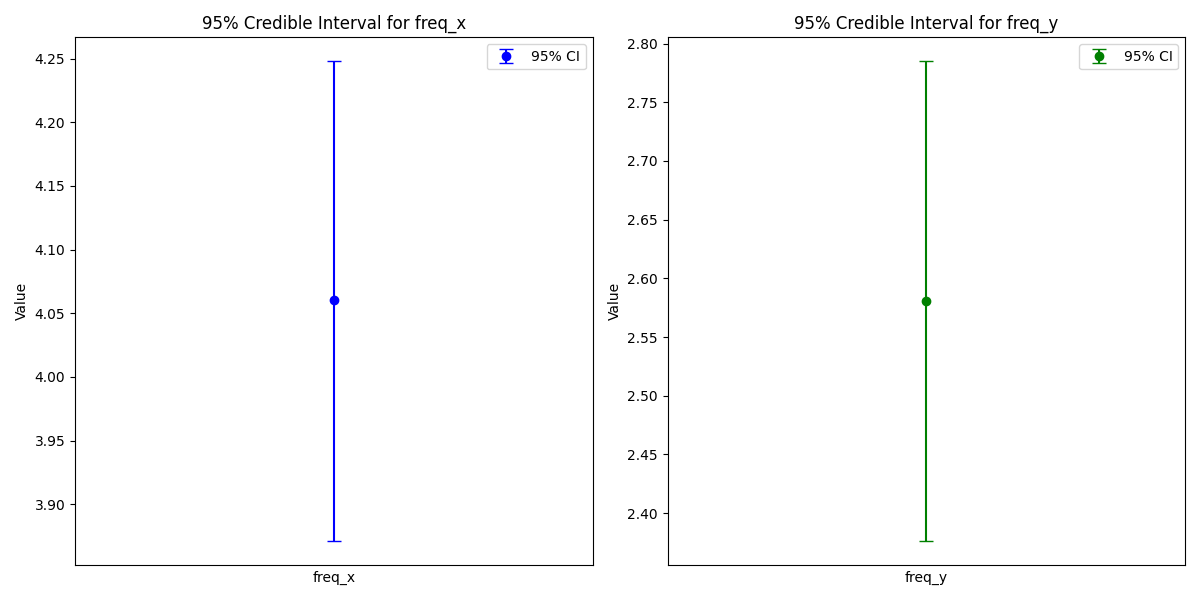 95% Credible Interval for freq_x
95% CI
4.25
4.20
4.15
4.10
4.05
4.00
3.95
3.90
Value
freq_x
95% Credible Interval for freq_y
95% CI
2.80
2.75
2.70
2.65
2.60
2.55
2.50
2.45
2.40
Value
freq_y